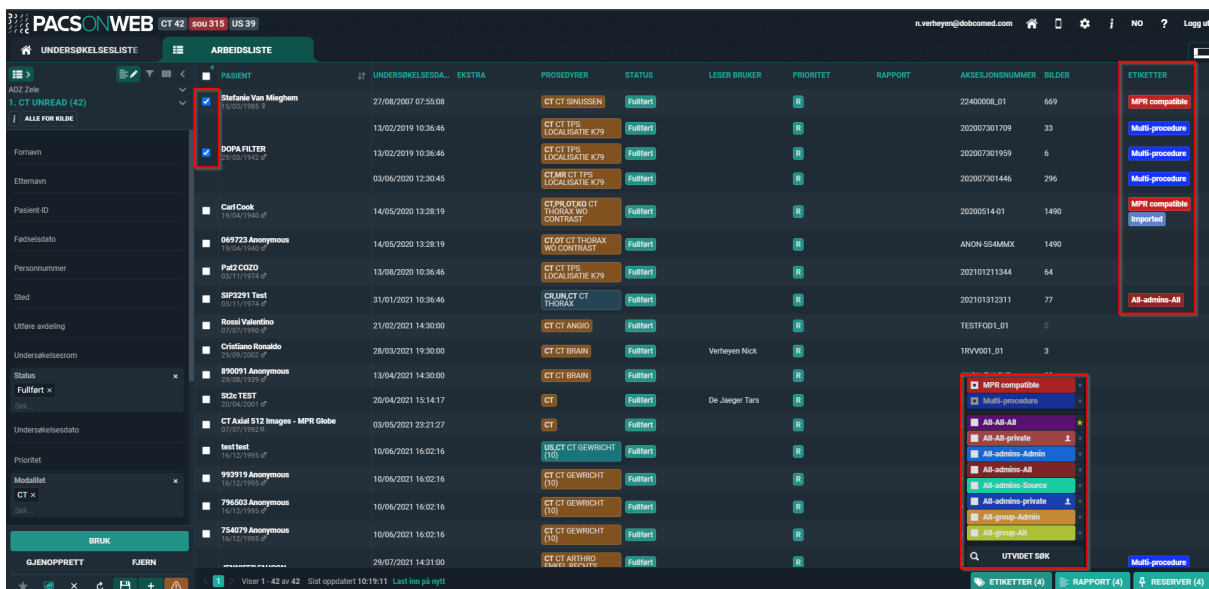 PACSONWEB CT 42 sou 315 US 39
n.verheyen@dobcomed.com i NO ? Logg ut
UNDERSØKELSESLISTE ARBEIDSLISTE
ADZ Zele
1. CT UNREAD (42)
i ALLE FOR KILDE
Fornavn
Etternavn
Pasient-ID
Fødselsdato
Personnummer
Sted
Utføre avdeling
Undersøkelsesrom
Status ×
Fullført ×
Søk...
Undersøkelsesdato
Prioritet
Modalitet ×
CT ×
Søk...
BRUK
GJENOPPRETT FJERN
PASIENT UNDERSØKELSESDA... EKSTRA PROSEDYRER STATUS LESER BRUKER PRIORITET RAPPORT AKSESJONSNUMMER BILDER ETIKETTER
Stefanie Van Mieghem
15/03/1985 ♀ 27/08/2007 07:55:08 CT CT SINUSSEN Fullført R 22400008_01 669 MPR compatible
13/02/2019 10:36:46 CT CT TPS LOCALISATIE K79 Fullført R 202007301709 33 Multi-procedure
DOPA FILTER
29/03/1942 ♂ 13/02/2019 10:36:46 CT CT TPS LOCALISATIE K79 Fullført R 202007301959 6 Multi-procedure
03/06/2020 12:30:45 CT,MR CT TPS LOCALISATIE K79 Fullført R 202007301446 296 Multi-procedure
Carl Cook
19/04/1940 ♂ 14/05/2020 13:28:19 CT,PR,OT,KO CT THORAX WO CONTRAST Fullført R 20200514-01 1490 MPR compatible
Imported
069723 Anonymous
19/04/1940 ♂ 14/05/2020 13:28:19 CT,OT CT THORAX WO CONTRAST Fullført R ANON-5S4MMX 1490
Pat2 COZO
03/11/1974 ♂ 13/08/2020 10:36:46 CT CT TPS LOCALISATIE K79 Fullført R 202101211344 64
SIP3291 Test
03/11/1974 ♂ 31/01/2021 10:36:46 CR,UN,CT CT THORAX Fullført R 202101312311 77 All-admins-All
Rossi Valentino
07/07/1990 ♂ 21/02/2021 14:30:00 CT CT ANGIO Fullført R TESTFOD1_01 0
Cristiano Ronaldo
29/09/2002 ♂ 28/03/2021 19:30:00 CT CT BRAIN Fullført Verheyen Nick R 1RVV001_01 3
890091 Anonymous
29/08/1939 ♂ 13/04/2021 14:30:00 CT CT BRAIN Fullført R
St2c TEST
20/04/2001 ♂ 20/04/2021 15:14:17 CT Fullført De Jaeger Tars R
CT Axial 512 Images - MPR Globe
07/07/1992 03/05/2021 23:21:27 CT Fullført R
test test
16/12/1995 ♂ 10/06/2021 16:02:16 US,CT CT GEWRICHT (10) Fullført R
993919 Anonymous
16/12/1995 ♂ 10/06/2021 16:02:16 CT CT GEWRICHT (10) Fullført R
796503 Anonymous
16/12/1995 ♂ 10/06/2021 16:02:16 CT CT GEWRICHT (10) Fullført R
754079 Anonymous
16/12/1995 ♂ 10/06/2021 16:02:16 CT CT GEWRICHT (10) Fullført R
29/07/2021 14:31:00 CT CT ARTHRO ENKEL RECHTS Fullført R Multi-procedure
MPR compatible
Multi-procedure
All-All-All
All-All-private
All-admins-Admin
All-admins-All
All-admins-Source
All-admins-private
All-group-Admin
All-group-All
UTVIDET SØK
1 Viser 1 - 42 av 42 Sist oppdatert 10:19:11 Last inn på nytt
ETIKETTER (4) RAPPORT (4) RESERVER (4)